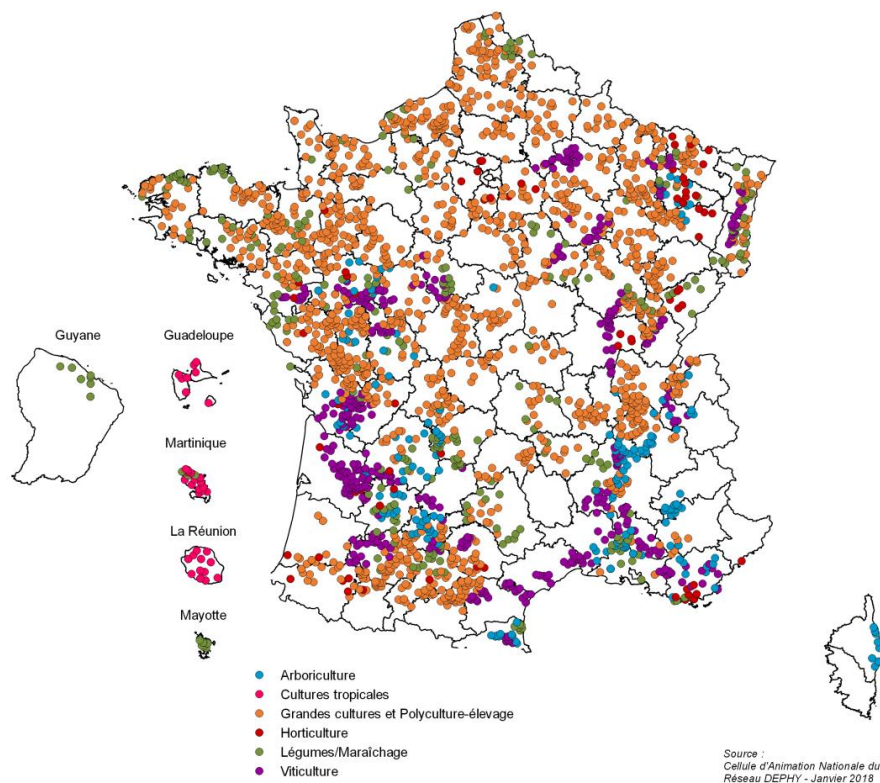 Guyane
Guadeloupe
Martinique
La Réunion
Mayotte
Arboriculture
Cultures tropicales
Grandes cultures et Polyculture-élevage
Horticulture
Légumes/Maraîchage
Viticulture
Source :
Cellule d'Animation Nationale du
Réseau DEPHY - Janvier 2018